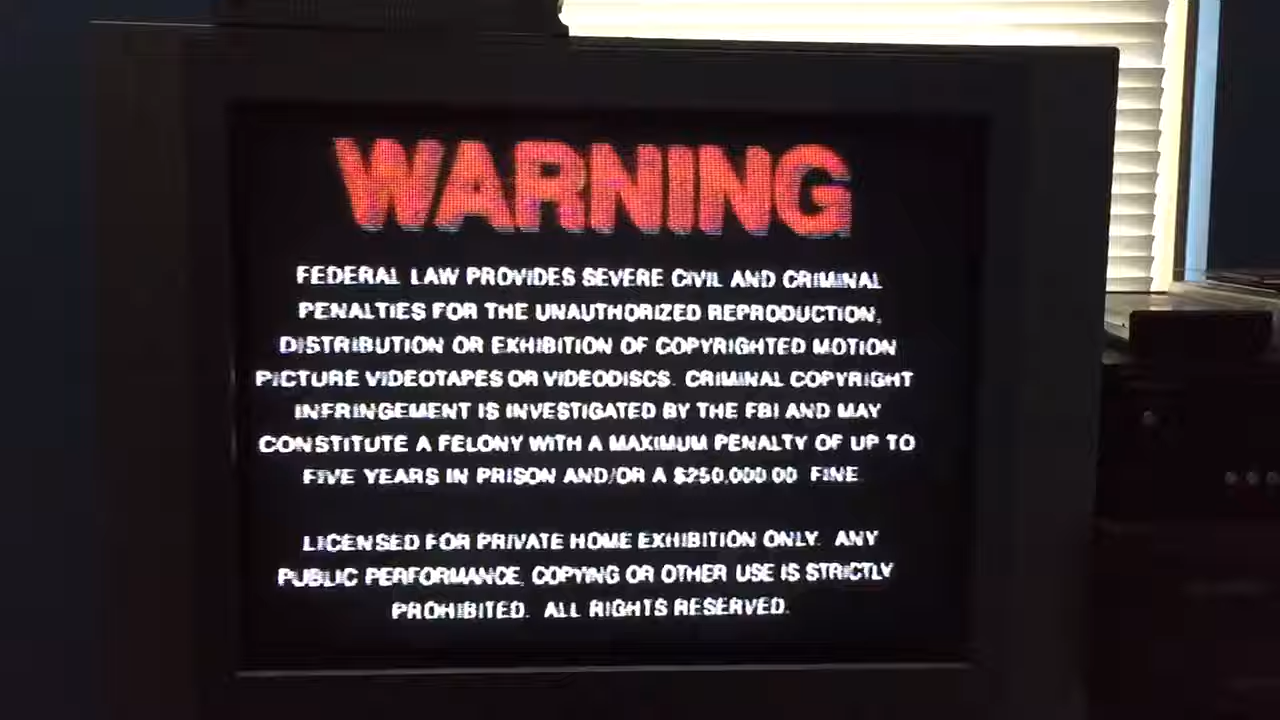 WARNING
FEDERAL LAW PROVIDES SEVERE CIVIL AND CRIMINAL
PENALTIES FOR THE UNAUTHORIZED REPRODUCTION,
DISTRIBUTION OR EXHIBITION OF COPYRIGHTED MOTION
PICTURE VIDEOTAPES OR VIDEODISCS. CRIMINAL COPYRIGHT
INFRINGEMENT IS INVESTIGATED BY THE FBI AND MAY
CONSTITUTE A FELONY WITH A MAXIMUM PENALTY OF UP TO
FIVE YEARS IN PRISON AND/OR A $250,000.00 FINE.
LICENSED FOR PRIVATE HOME EXHIBITION ONLY. ANY
PUBLIC PERFORMANCE, COPYING OR OTHER USE IS STRICTLY
PROHIBITED. ALL RIGHTS RESERVED.